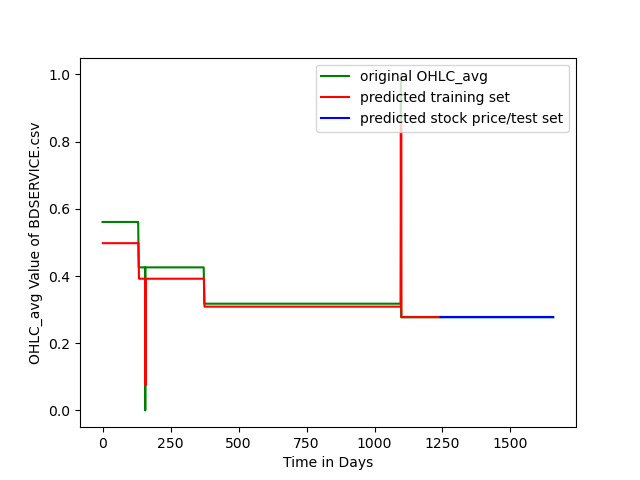 original OHLC_avg
predicted training set
predicted stock price/test set
OHLC_avg Value of BDSERVICE.csv
1.0
0.8
0.6
0.4
0.2
0.0
0 250 500 750 1000 1250 1500
Time in Days